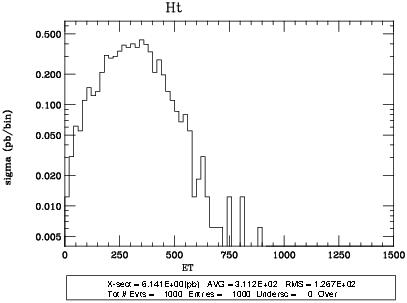 Ht
0.500
0.200
0.100
0.050
0.020
0.010
0.005
sigma (pb/bin)
0 250 500 750 1000 1250 1500
ET
X-sect = 6.141E+00(pb) AVG = 3.112E+02 RMS = 1.267E+02
Tot # Evts = 1000 Entries = 1000 Undersc = 0 Over